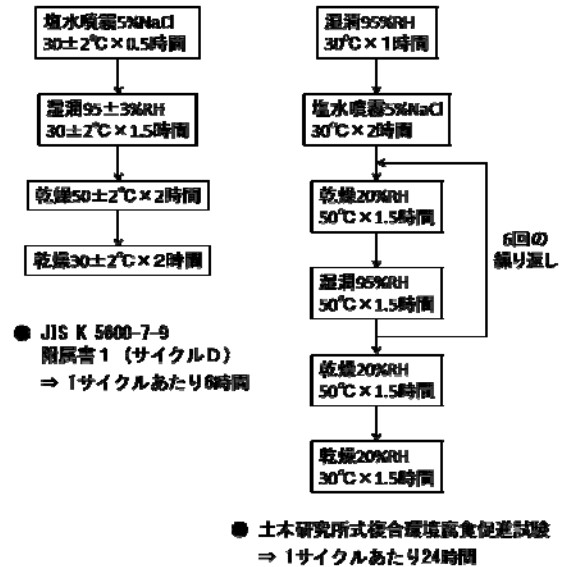 塩水噴霧5%NaCl
30±2℃×0.5時間
湿潤95±3%RH
30±2℃×1.5時間
乾燥50±2℃×2時間
乾燥30±2℃×2時間
● JIS K 5600-7-9
附属書1 (サイクルD)
⇒ 1サイクルあたり6時間
湿潤95%RH
30℃×1時間
塩水噴霧5%NaCl
30℃×2時間
乾燥20%RH
50℃×1.5時間
湿潤95%RH
50℃×1.5時間
6回の
繰り返し
乾燥20%RH
50℃×1.5時間
乾燥20%RH
30℃×1.5時間
● 土木研究所式複合環境腐食促進試験
⇒ 1サイクルあたり24時間